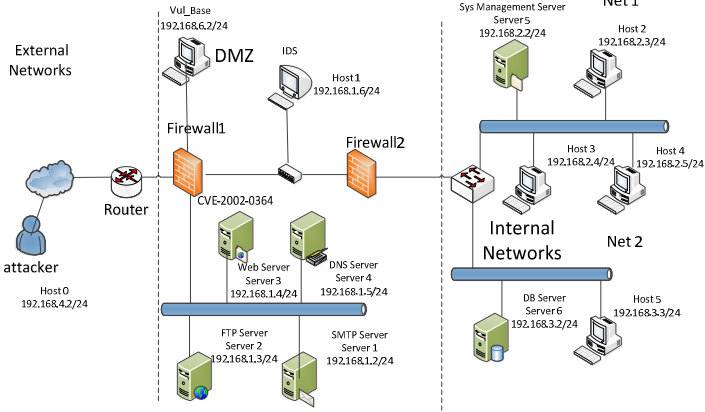 Vul_Base
192.168.6.2/24
DMZ
External
Networks
IDS
Host 1
192.168.1.6/24
Firewall1
Firewall2
Router
CVE-2002-0364
attacker
Host 0
192.168.4.2/24
Web Server
Server 3
192.168.1.4/24
DNS Server
Server 4
192.168.1.5/24
FTP Server
Server 2
192.168.1.3/24
SMTP Server
Server 1
192.168.1.2/24
Sys Management Server
Server 5
192.168.2.2/24
Net 1
Host 2
192.168.2.3/24
Host 3
192.168.2.4/24
Host 4
192.168.2.5/24
Internal
Networks
Net 2
DB Server
Server 6
192.168.3.2/24
Host 5
192.168.3.3/24